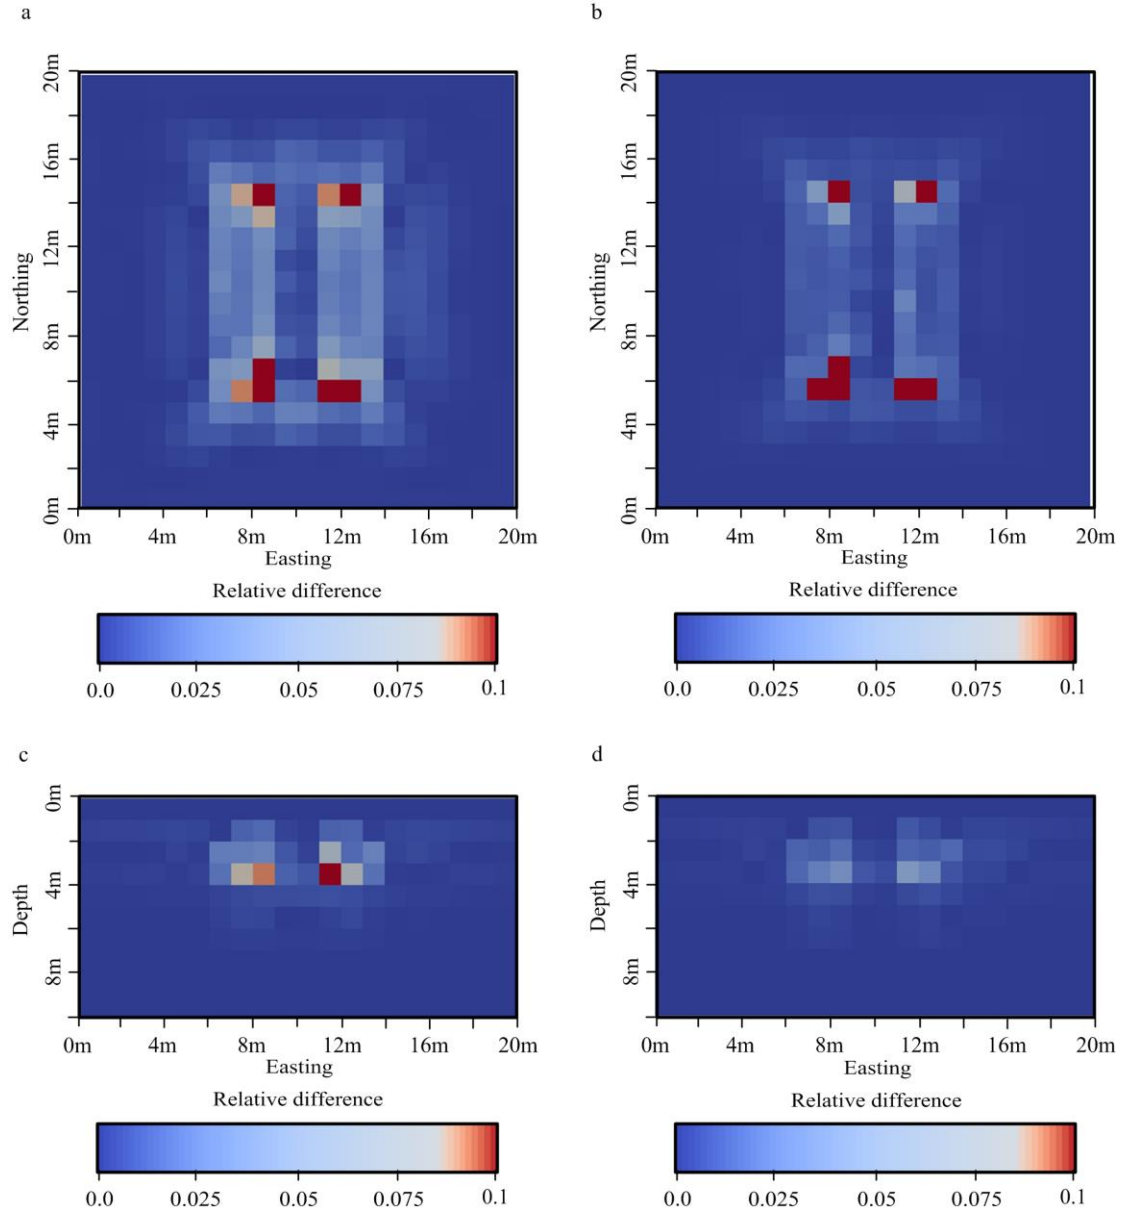 a
20m
16m
12m
8m
4m
0m
Northing
0m 4m 8m 12m 16m 20m
Easting
Relative difference
0.0 0.025 0.05 0.075 0.1
b
20m
16m
12m
8m
4m
0m
Northing
0m 4m 8m 12m 16m 20m
Easting
Relative difference
0.0 0.025 0.05 0.075 0.1
c
0m
4m
8m
Depth
0m 4m 8m 12m 16m 20m
Easting
Relative difference
0.0 0.025 0.05 0.075 0.1
d
0m
4m
8m
Depth
0m 4m 8m 12m 16m 20m
Easting
Relative difference
0.0 0.025 0.05 0.075 0.1